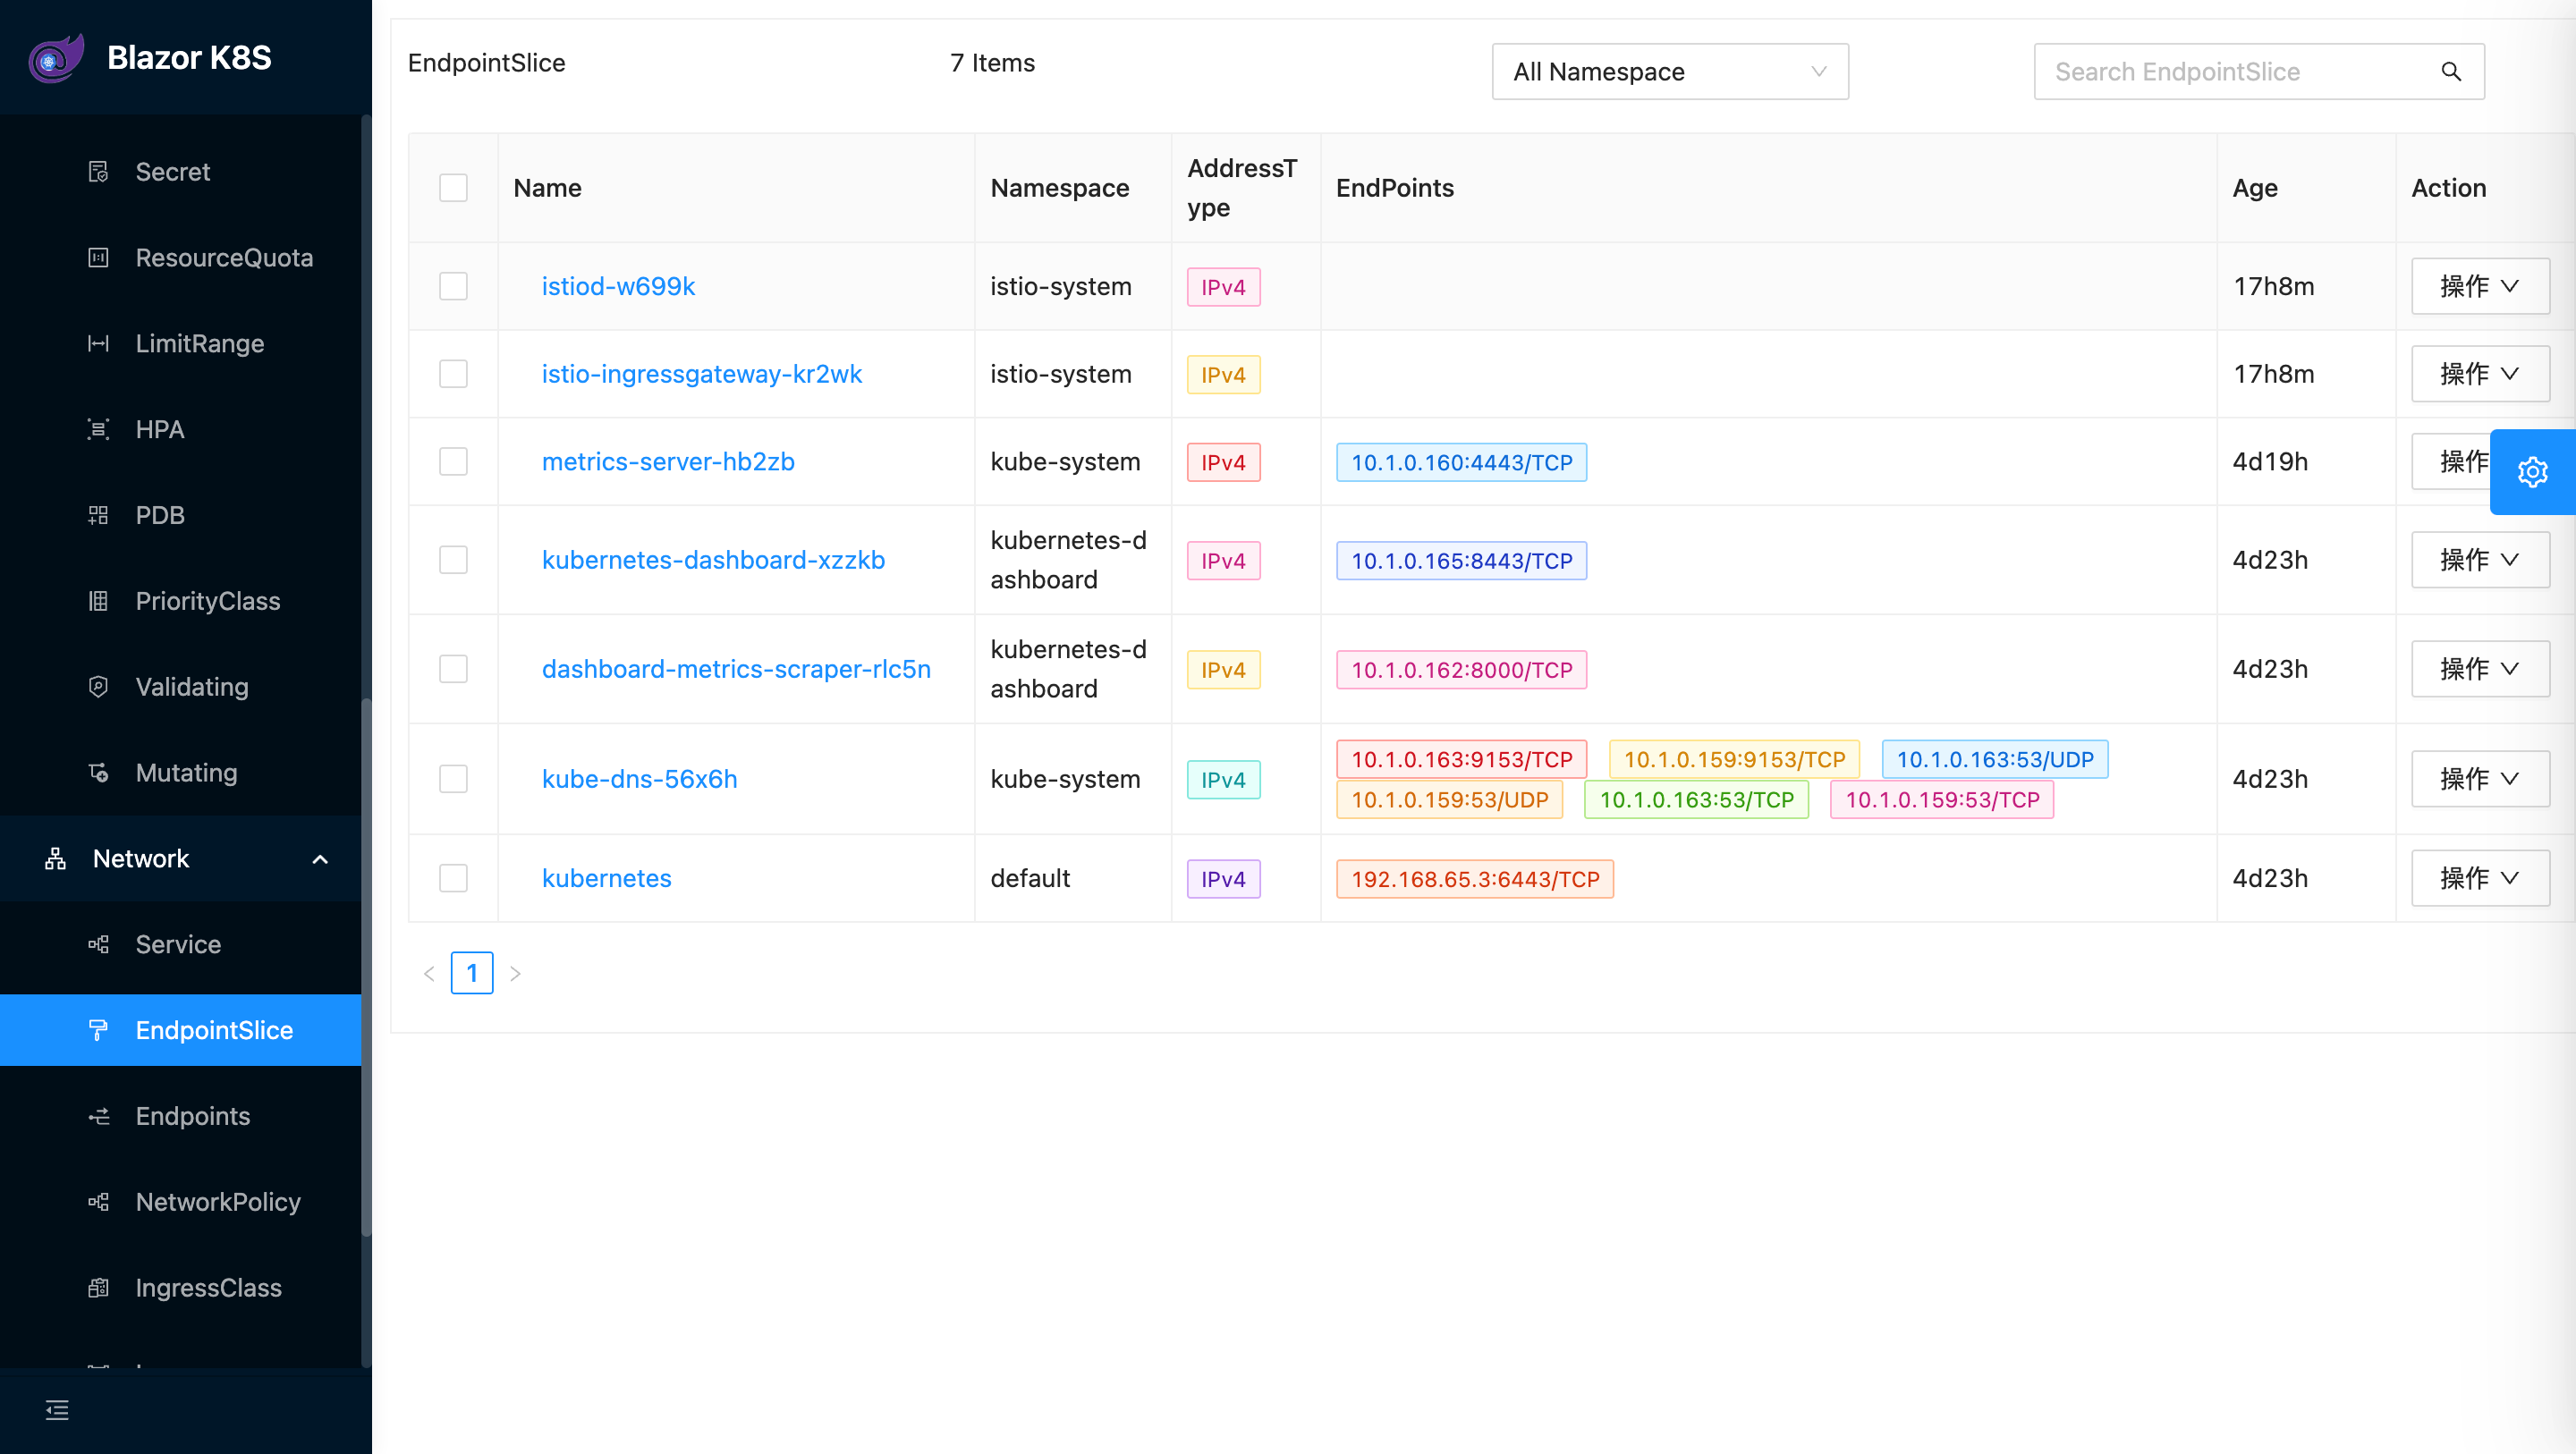 Blazor K8S
Secret
ResourceQuota
LimitRange
HPA
PDB
PriorityClass
Validating
Mutating
Network
Service
EndpointSlice
Endpoints
NetworkPolicy
IngressClass
EndpointSlice 7 Items All Namespace Search EndpointSlice
Name Namespace AddressT EndPoints Age Action
ype
istiod-w699k istio-system IPv4 17h8m 操作
istio-ingressgateway-kr2wk istio-system IPv4 17h8m 操作
metrics-server-hb2zb kube-system IPv4 10.1.0.160:4443/TCP 4d19h 操作
kubernetes-dashboard-xzzkb kubernetes-d IPv4 10.1.0.165:8443/TCP 4d23h 操作
ashboard
dashboard-metrics-scraper-rlc5n kubernetes-d IPv4 10.1.0.162:8000/TCP 4d23h 操作
ashboard
kube-dns-56x6h kube-system IPv4 10.1.0.163:9153/TCP 10.1.0.159:9153/TCP 10.1.0.163:53/UDP 4d23h 操作
10.1.0.159:53/UDP 10.1.0.163:53/TCP 10.1.0.159:53/TCP
kubernetes default IPv4 192.168.65.3:6443/TCP 4d23h 操作
1